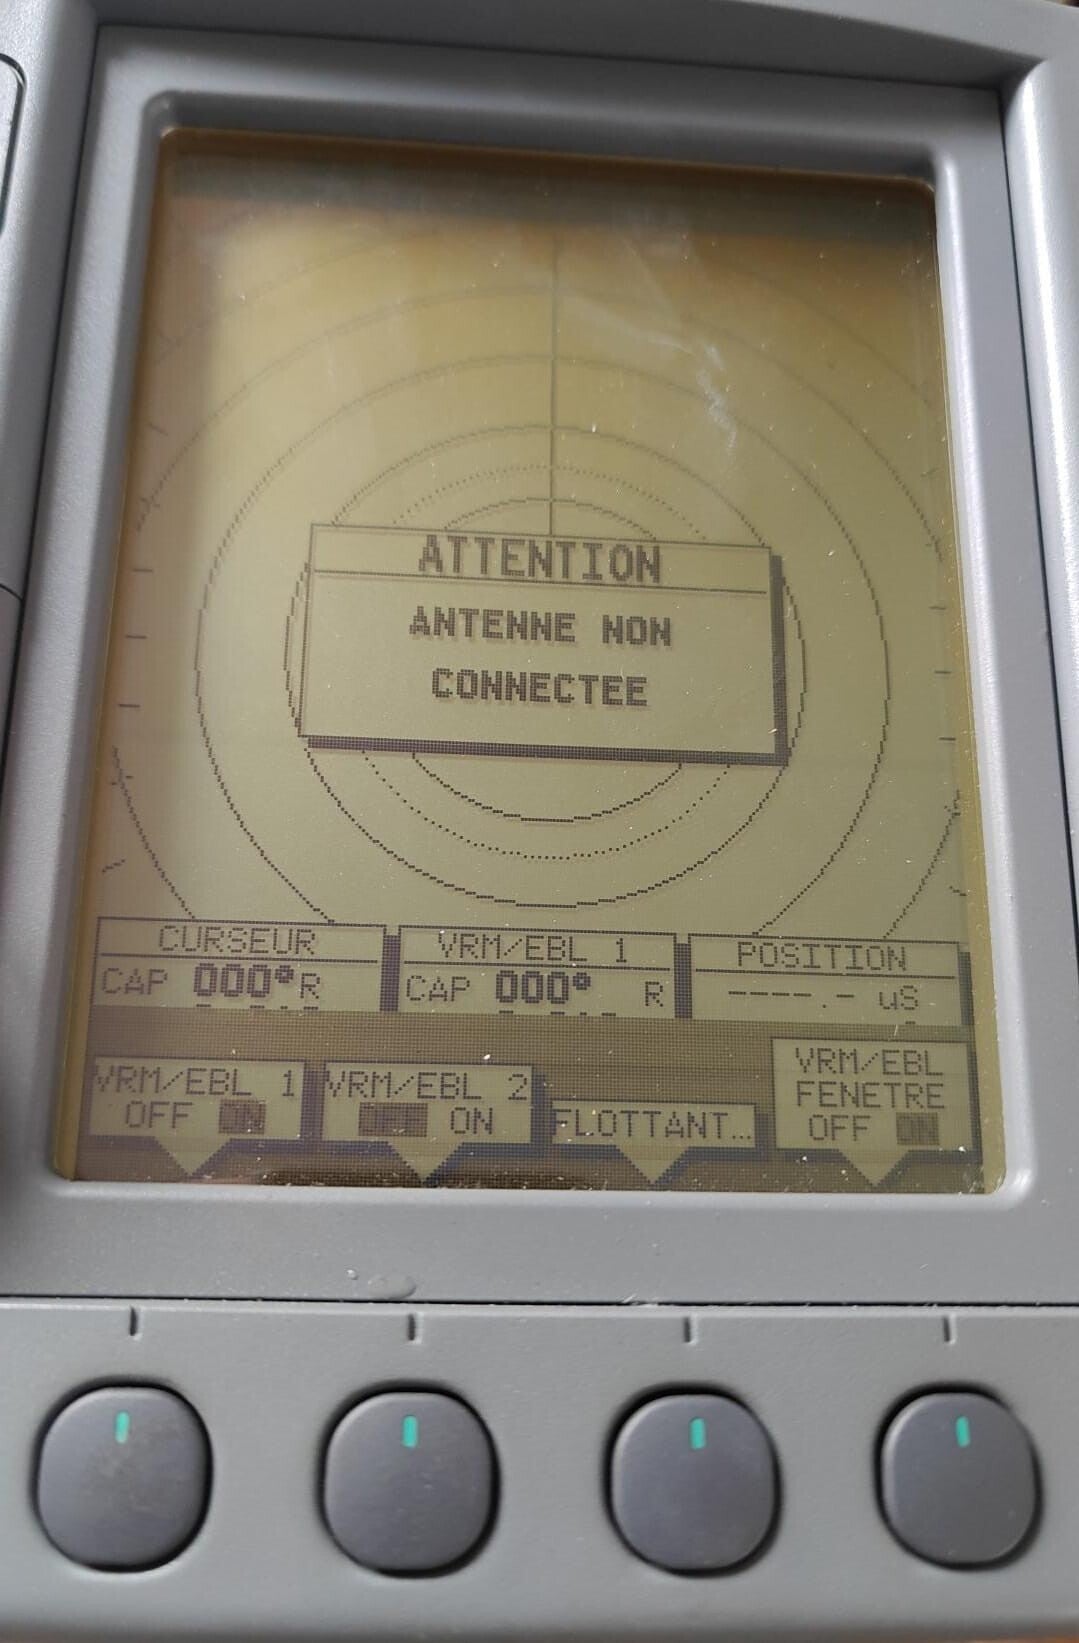 ATTENTION
ANTENNE NON
CONNECTEE
CURSEUR
CAP 000° R
VRM/EBL 1
CAP 000° R
POSITION
----.- uS
VRM/EBL 1
OFF ON
VRM/EBL 2
OFF ON
FLOTTANT...
VRM/EBL
FENETRE
OFF ON